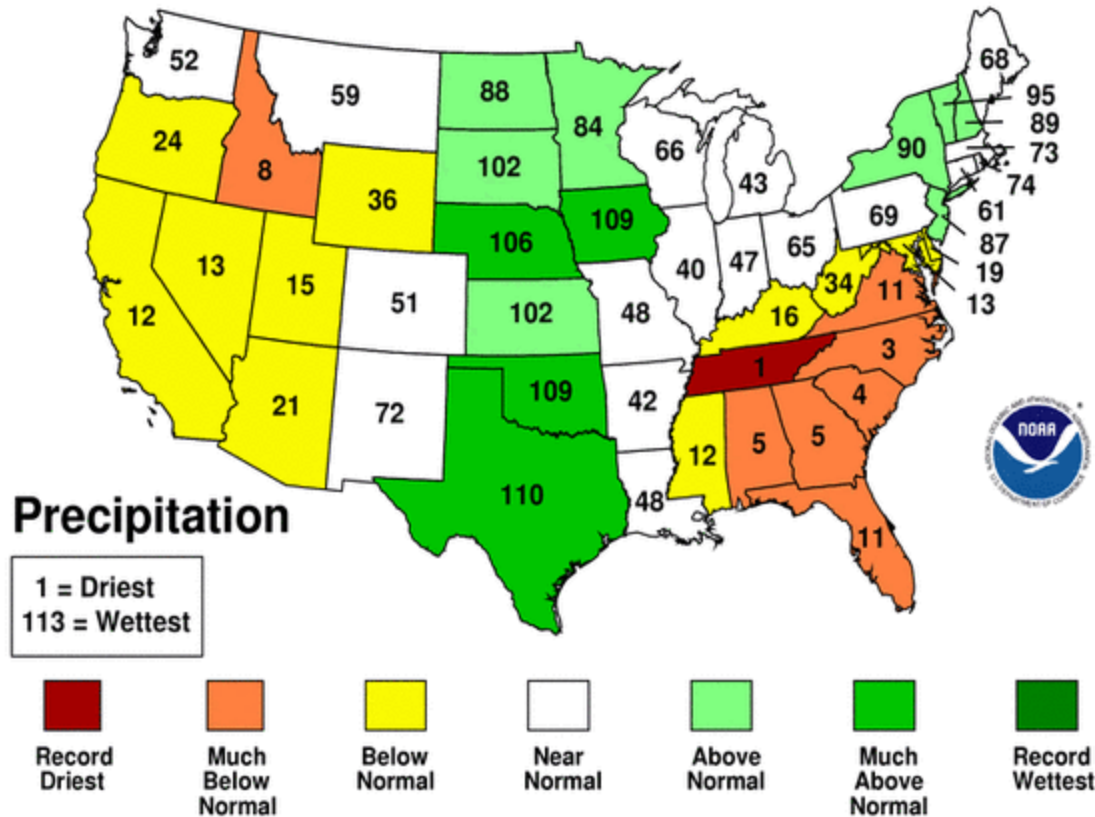 52
59
88
84
68
95
24
8
36
102
66
43
90
89
73
74
109
106
69
61
87
13
15
51
102
40
47
65
34
11
19
13
12
48
16
3
21
72
109
42
1
4
NOAA
110
48
12
5
5
11
Precipitation
1 = Driest
113 = Wettest
Record
Driest
Much
Below
Normal
Below
Normal
Near
Normal
Above
Normal
Much
Above
Normal
Record
Wettest